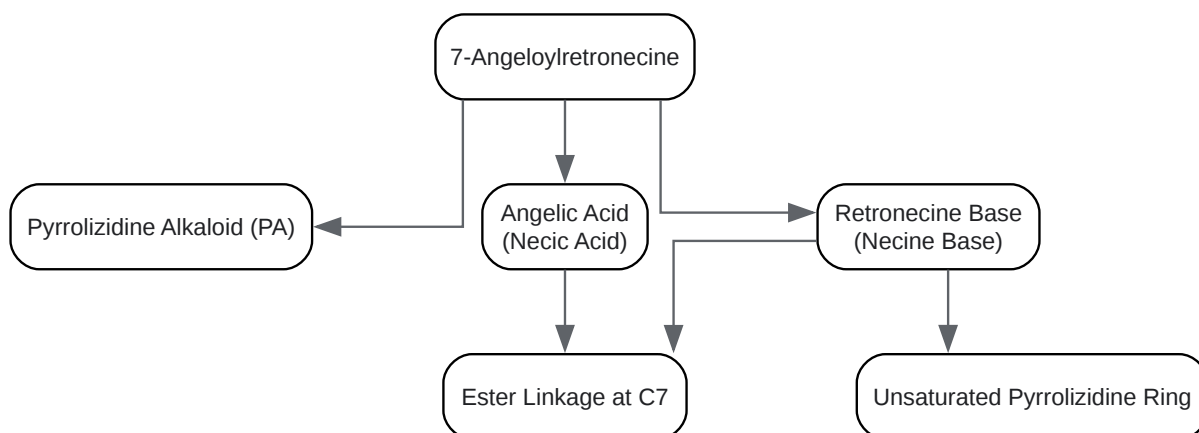 7-Angeloylretronecine
Pyrrolizidine Alkaloid (PA)
Angelic Acid
(Necic Acid)
Retronecine Base
(Necine Base)
Ester Linkage at C7
Unsaturated Pyrrolizidine Ring